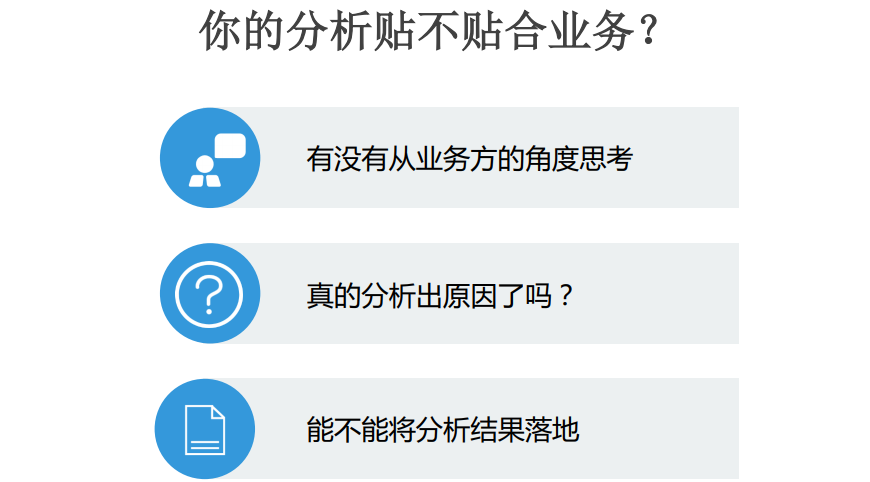 你的分析贴不贴合业务？
有没有从业务方的角度思考
真的分析出原因了吗？
能不能将分析结果落地